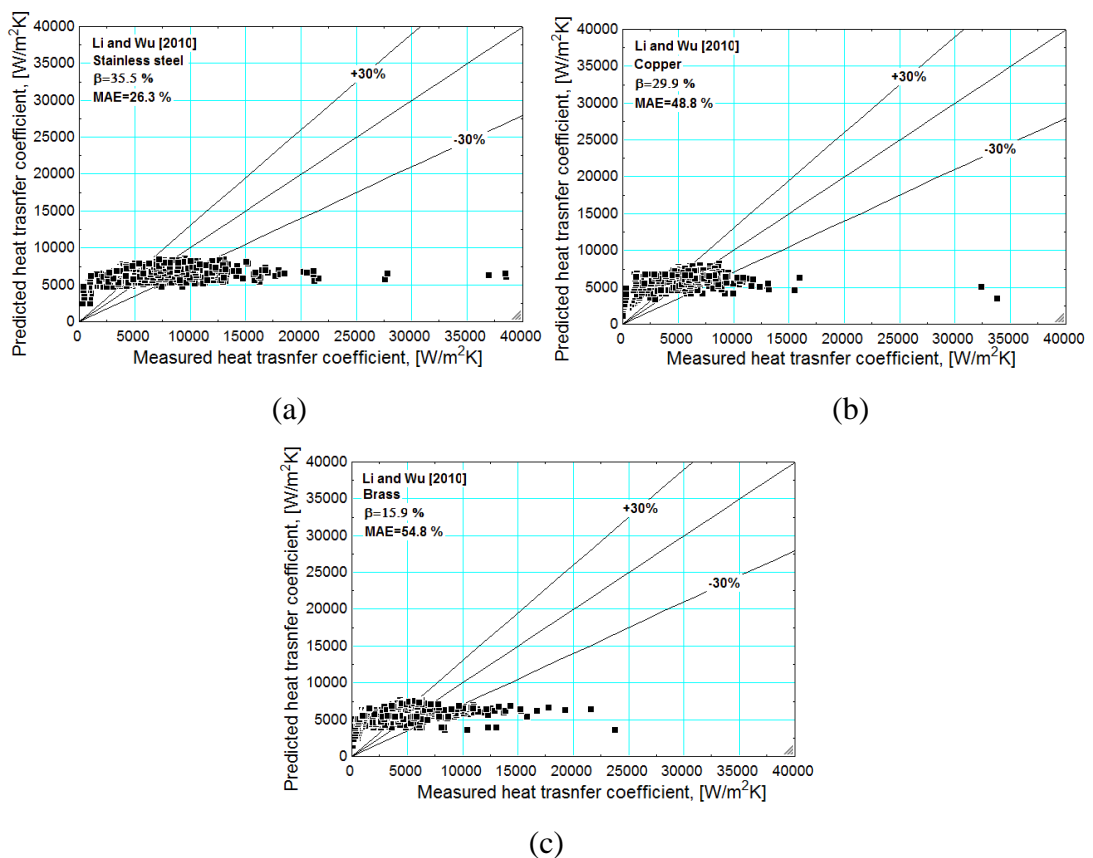 Li and Wu [2010]
Stainless steel
β=35.5 %
MAE=26.3 %
+30%
-30%
40000
35000
30000
25000
20000
15000
10000
5000
0
0 5000 10000 15000 20000 25000 30000 35000 40000
Predicted heat trasnfer coefficient, [W/m²K]
Measured heat trasnfer coefficient, [W/m²K]
(a)
Li and Wu [2010]
Copper
β=29.9 %
MAE=48.8 %
+30%
-30%
40000
35000
30000
25000
20000
15000
10000
5000
0
0 5000 10000 15000 20000 25000 30000 35000 40000
Predicted heat trasnfer coefficient, [W/m²K]
Measured heat trasnfer coefficient, [W/m²K]
(b)
Li and Wu [2010]
Brass
β=15.9 %
MAE=54.8 %
+30%
-30%
40000
35000
30000
25000
20000
15000
10000
5000
0
0 5000 10000 15000 20000 25000 30000 35000 40000
Predicted heat trasnfer coefficient, [W/m²K]
Measured heat trasnfer coefficient, [W/m²K]
(c)